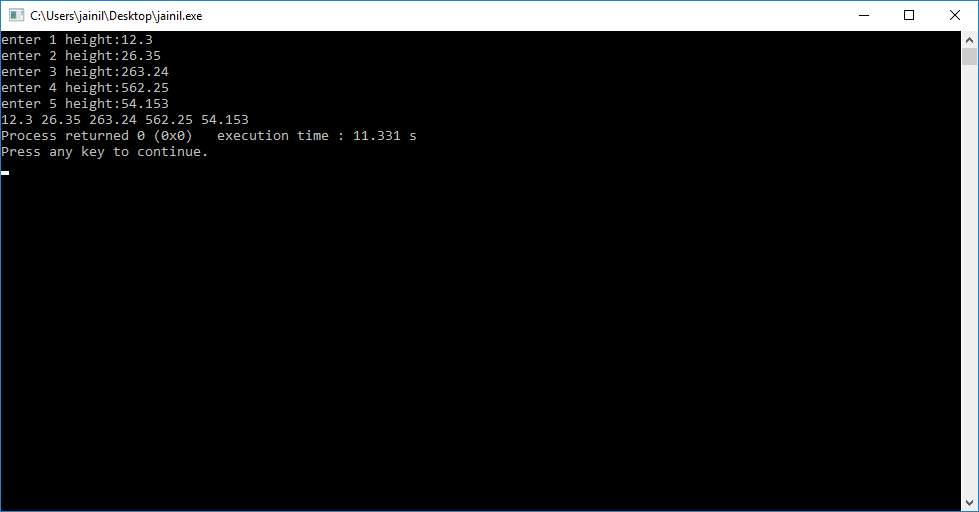 C:\Users\jainil\Desktop\jainil.exe
enter 1 height:12.3
enter 2 height:26.35
enter 3 height:263.24
enter 4 height:562.25
enter 5 height:54.153
12.3 26.35 263.24 562.25 54.153
Process returned 0 (0x0)   execution time : 11.331 s
Press any key to continue.